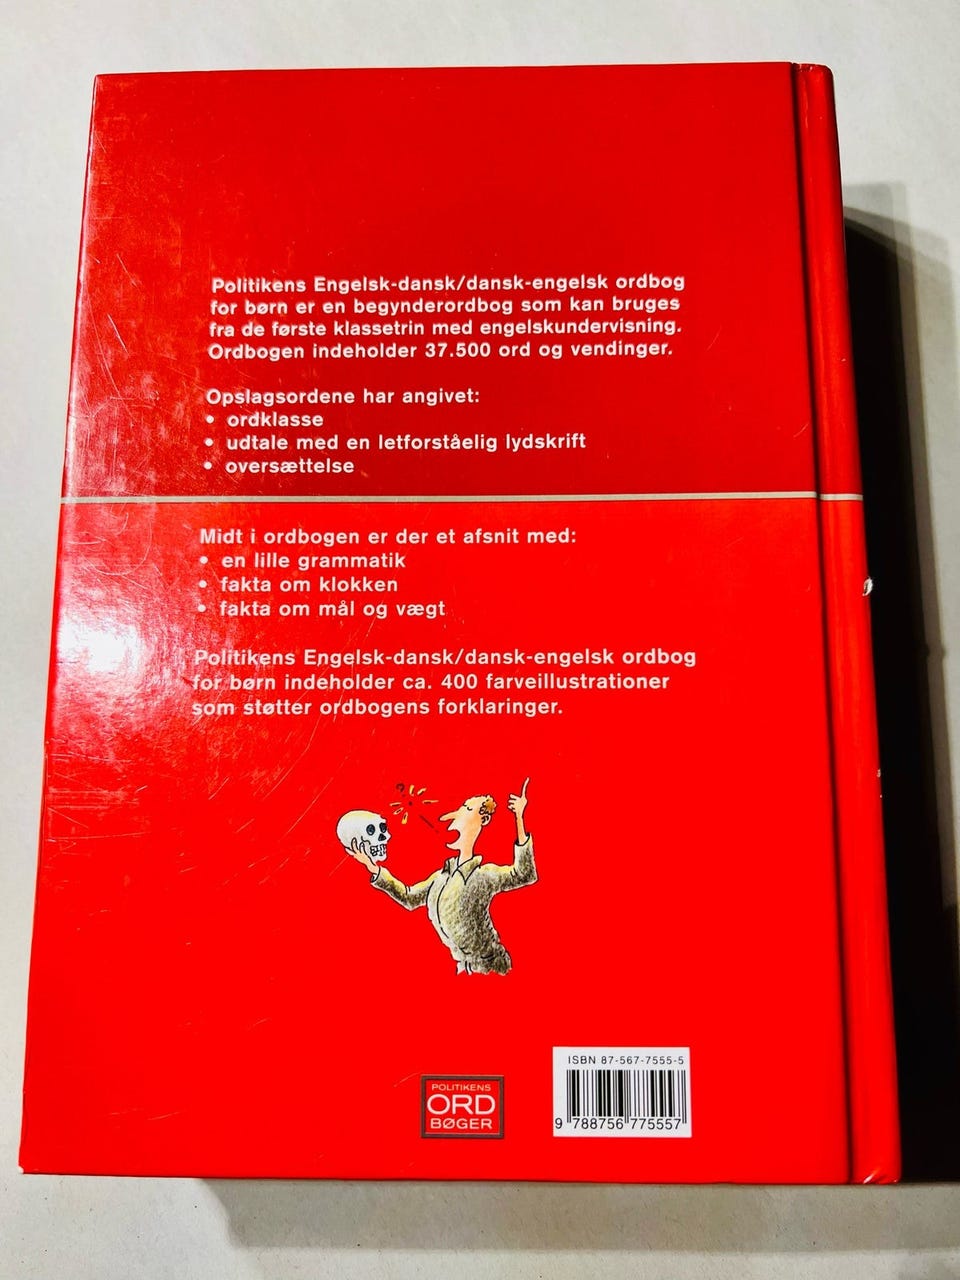 Politikens Engelsk-dansk/dansk-engelsk ordbog
for børn er en begynderordbog som kan bruges
fra de første klassetrin med engelskundervisning.
Ordbogen indeholder 37.500 ord og vendinger.
Opslagsordene har angivet:
• ordklasse
• udtale med en letforståelig lydskrift
• oversættelse
Midt i ordbogen er der et afsnit med:
• en lille grammatik
• fakta om klokken
• fakta om mål og vægt
Politikens Engelsk-dansk/dansk-engelsk ordbog
for børn indeholder ca. 400 farveillustrationer
som støtter ordbogens forklaringer.
?
POLITIKENS
ORD
BØGER
ISBN 87-567-7555-5
9 788756 775557